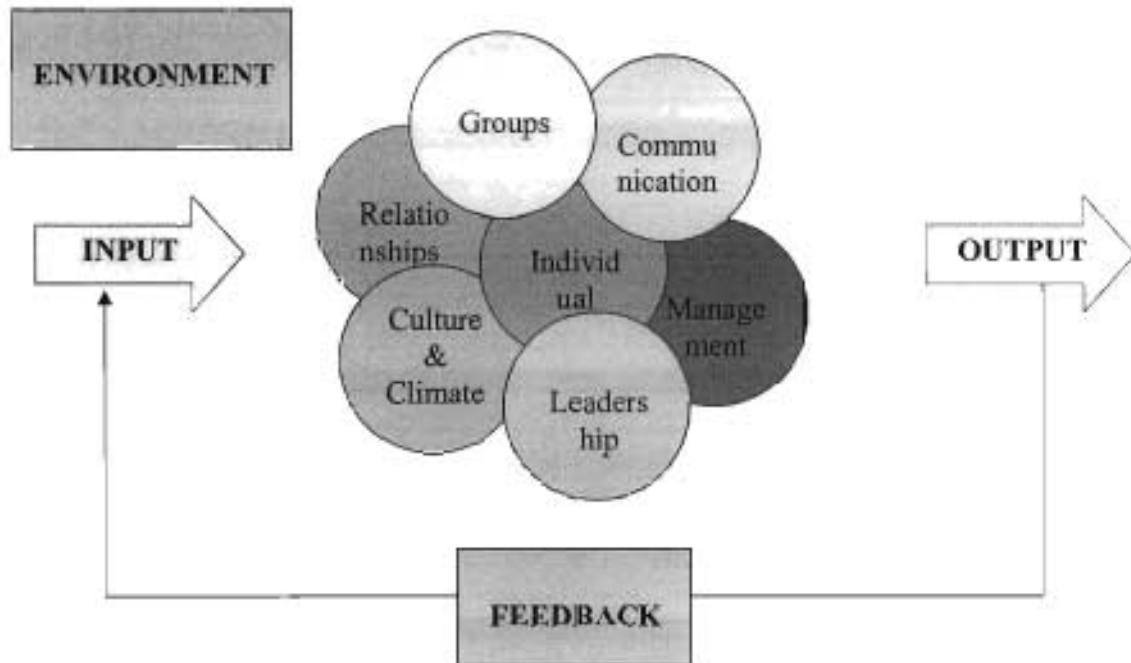 ENVIRONMENT
Groups
Commu
nication
Relatio
nships
INPUT
Individ
ual
OUTPUT
Culture
&
Climate
Manage
ment
Leaders
hip
FEEDBACK